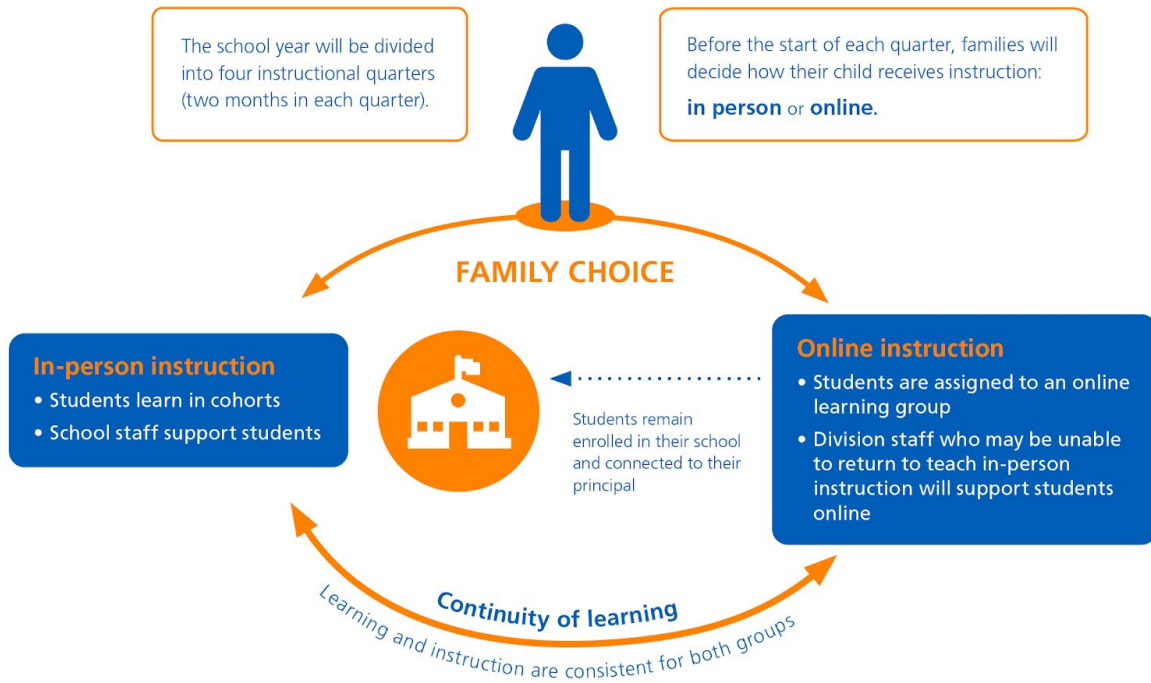 The school year will be divided
into four instructional quarters
(two months in each quarter).
Before the start of each quarter, families will
decide how their child receives instruction:
in person or online.
FAMILY CHOICE
In-person instruction
• Students learn in cohorts
• School staff support students
Students remain
enrolled in their school
and connected to their
principal
Online instruction
• Students are assigned to an online
learning group
• Division staff who may be unable
to return to teach in-person
instruction will support students
online
Continuity of learning
Learning and instruction are consistent for both groups